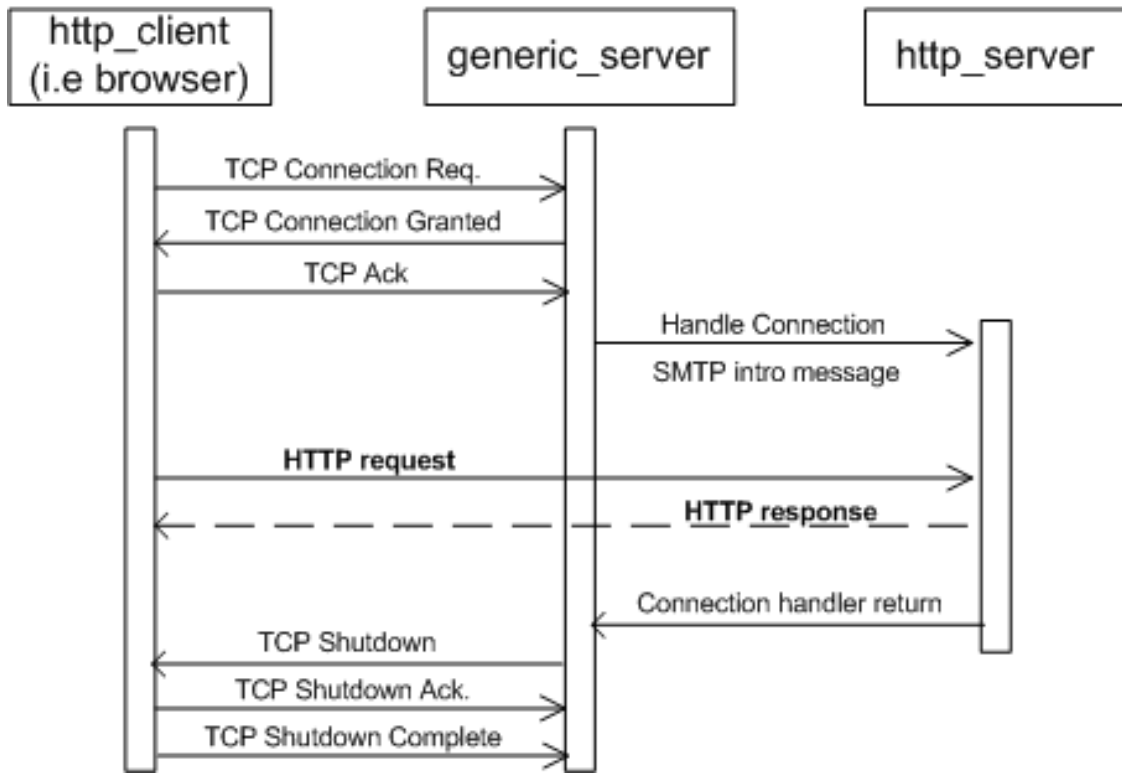 http_client
(i.e browser)
generic_server
http_server
TCP Connection Req.
TCP Connection Granted
TCP Ack
Handle Connection
SMTP intro message
HTTP request
HTTP response
Connection handler return
TCP Shutdown
TCP Shutdown Ack.
TCP Shutdown Complete